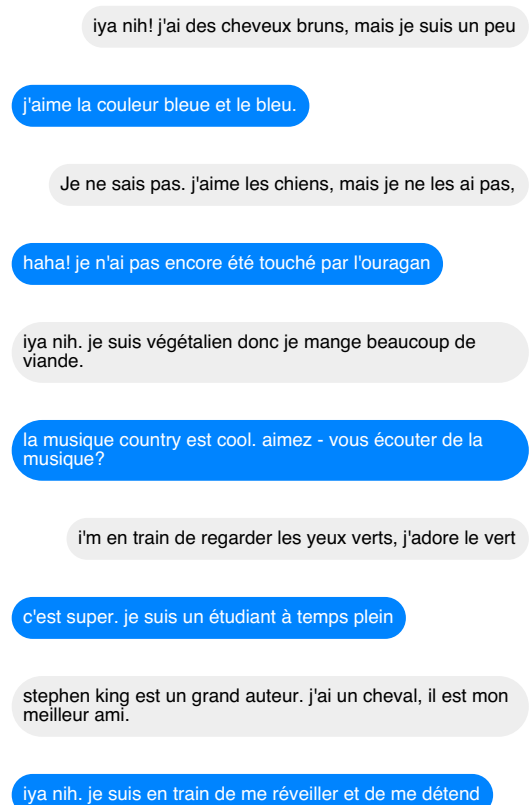 iya nih! j'ai des cheveux bruns, mais je suis un peu
j'aime la couleur bleue et le bleu.
Je ne sais pas. j'aime les chiens, mais je ne les ai pas,
haha! je n'ai pas encore été touché par l'ouragan
iya nih. je suis végétalien donc je mange beaucoup de
viande.
la musique country est cool. aimez - vous écouter de la
musique?
i'm en train de regarder les yeux verts, j'adore le vert
c'est super. je suis un étudiant à temps plein
stephen king est un grand auteur. j'ai un cheval, il est mon
meilleur ami.
iya nih. je suis en train de me réveiller et de me détend